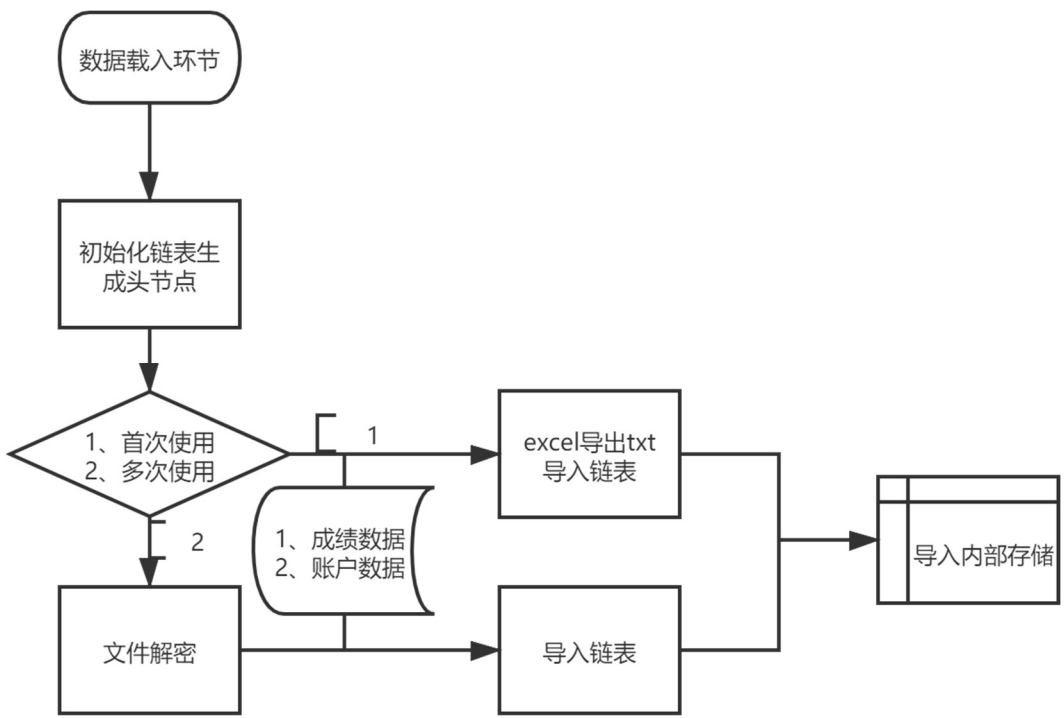 数据载入环节
初始化链表生
成头节点
1、首次使用
2、多次使用
1
excel导出txt
导入链表
2
1、成绩数据
2、账户数据
导入内部存储
文件解密
导入链表